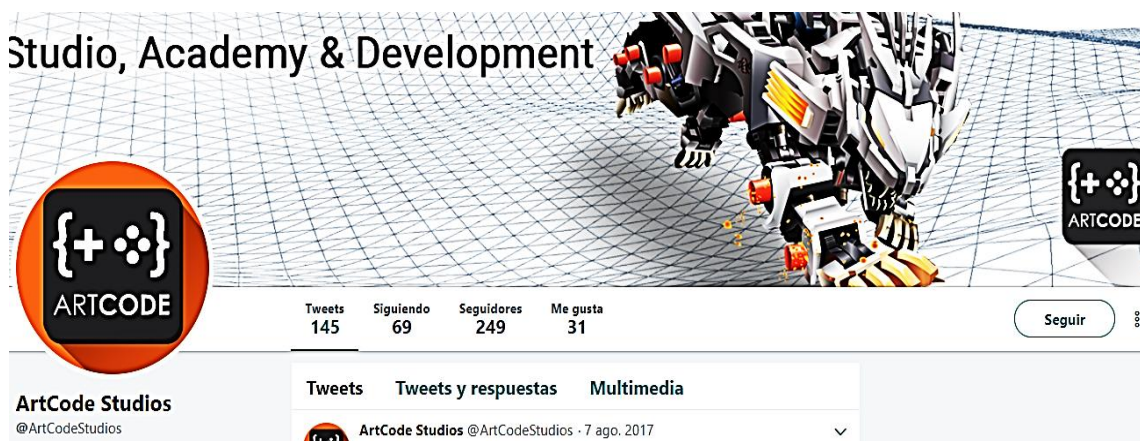 Studio, Academy & Development
{+ }
ARTCODE
{+ }
ARTCODE
Tweets Siguiendo Seguidores Me gusta
145 69 249 31
Seguir
Tweets Tweets y respuestas Multimedia
ArtCode Studios
@ArtCodeStudios
ArtCode Studios @ArtCodeStudios · 7 ago. 2017